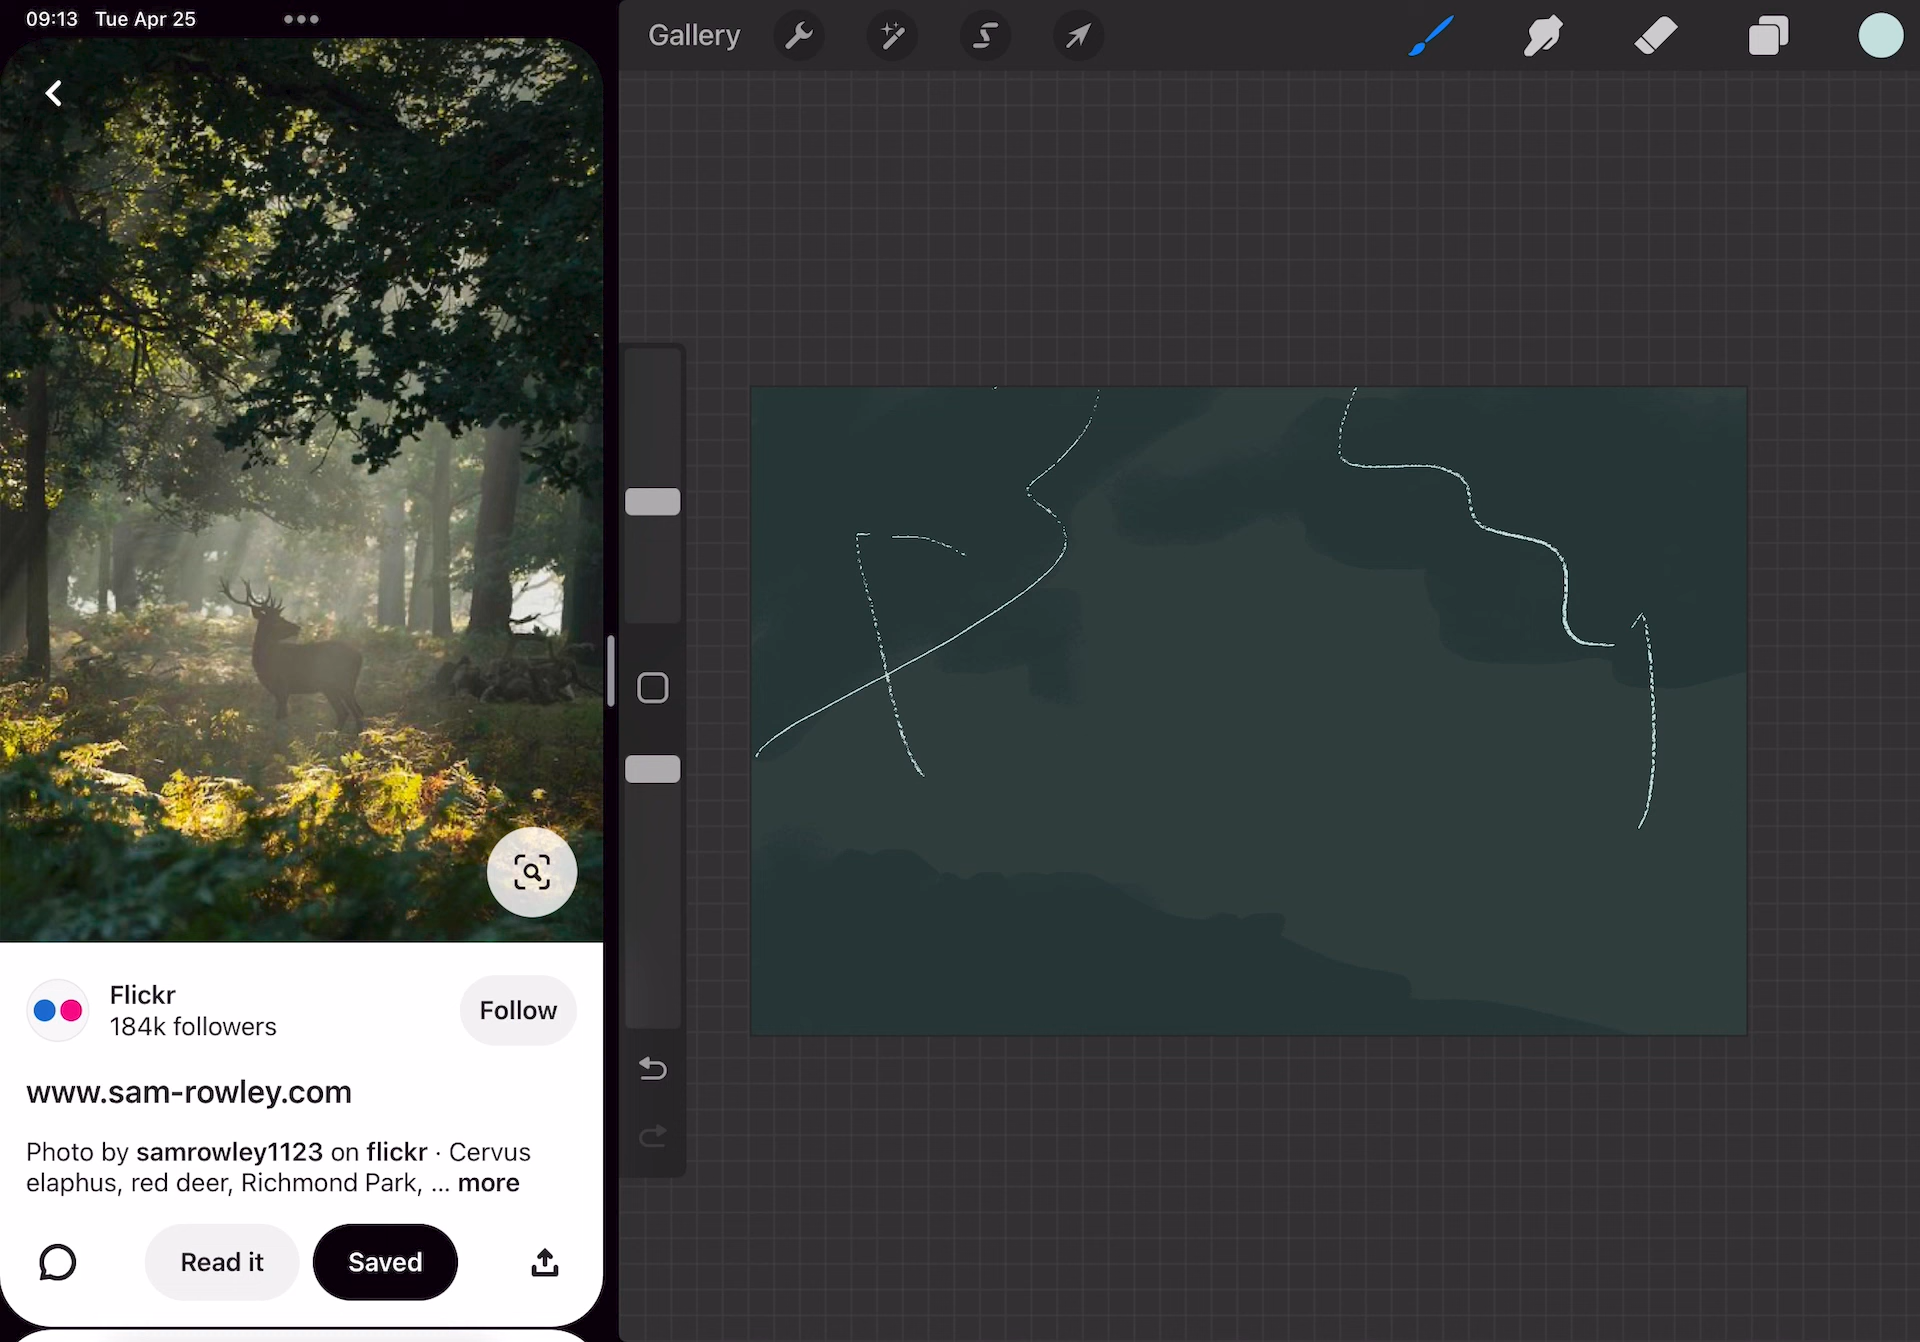 09:13 Tue Apr 25
Gallery
Flickr
184k followers
Follow
www.sam-rowley.com
Photo by samrowley1123 on flickr · Cervus
elaphus, red deer, Richmond Park, ... more
Read it
Saved